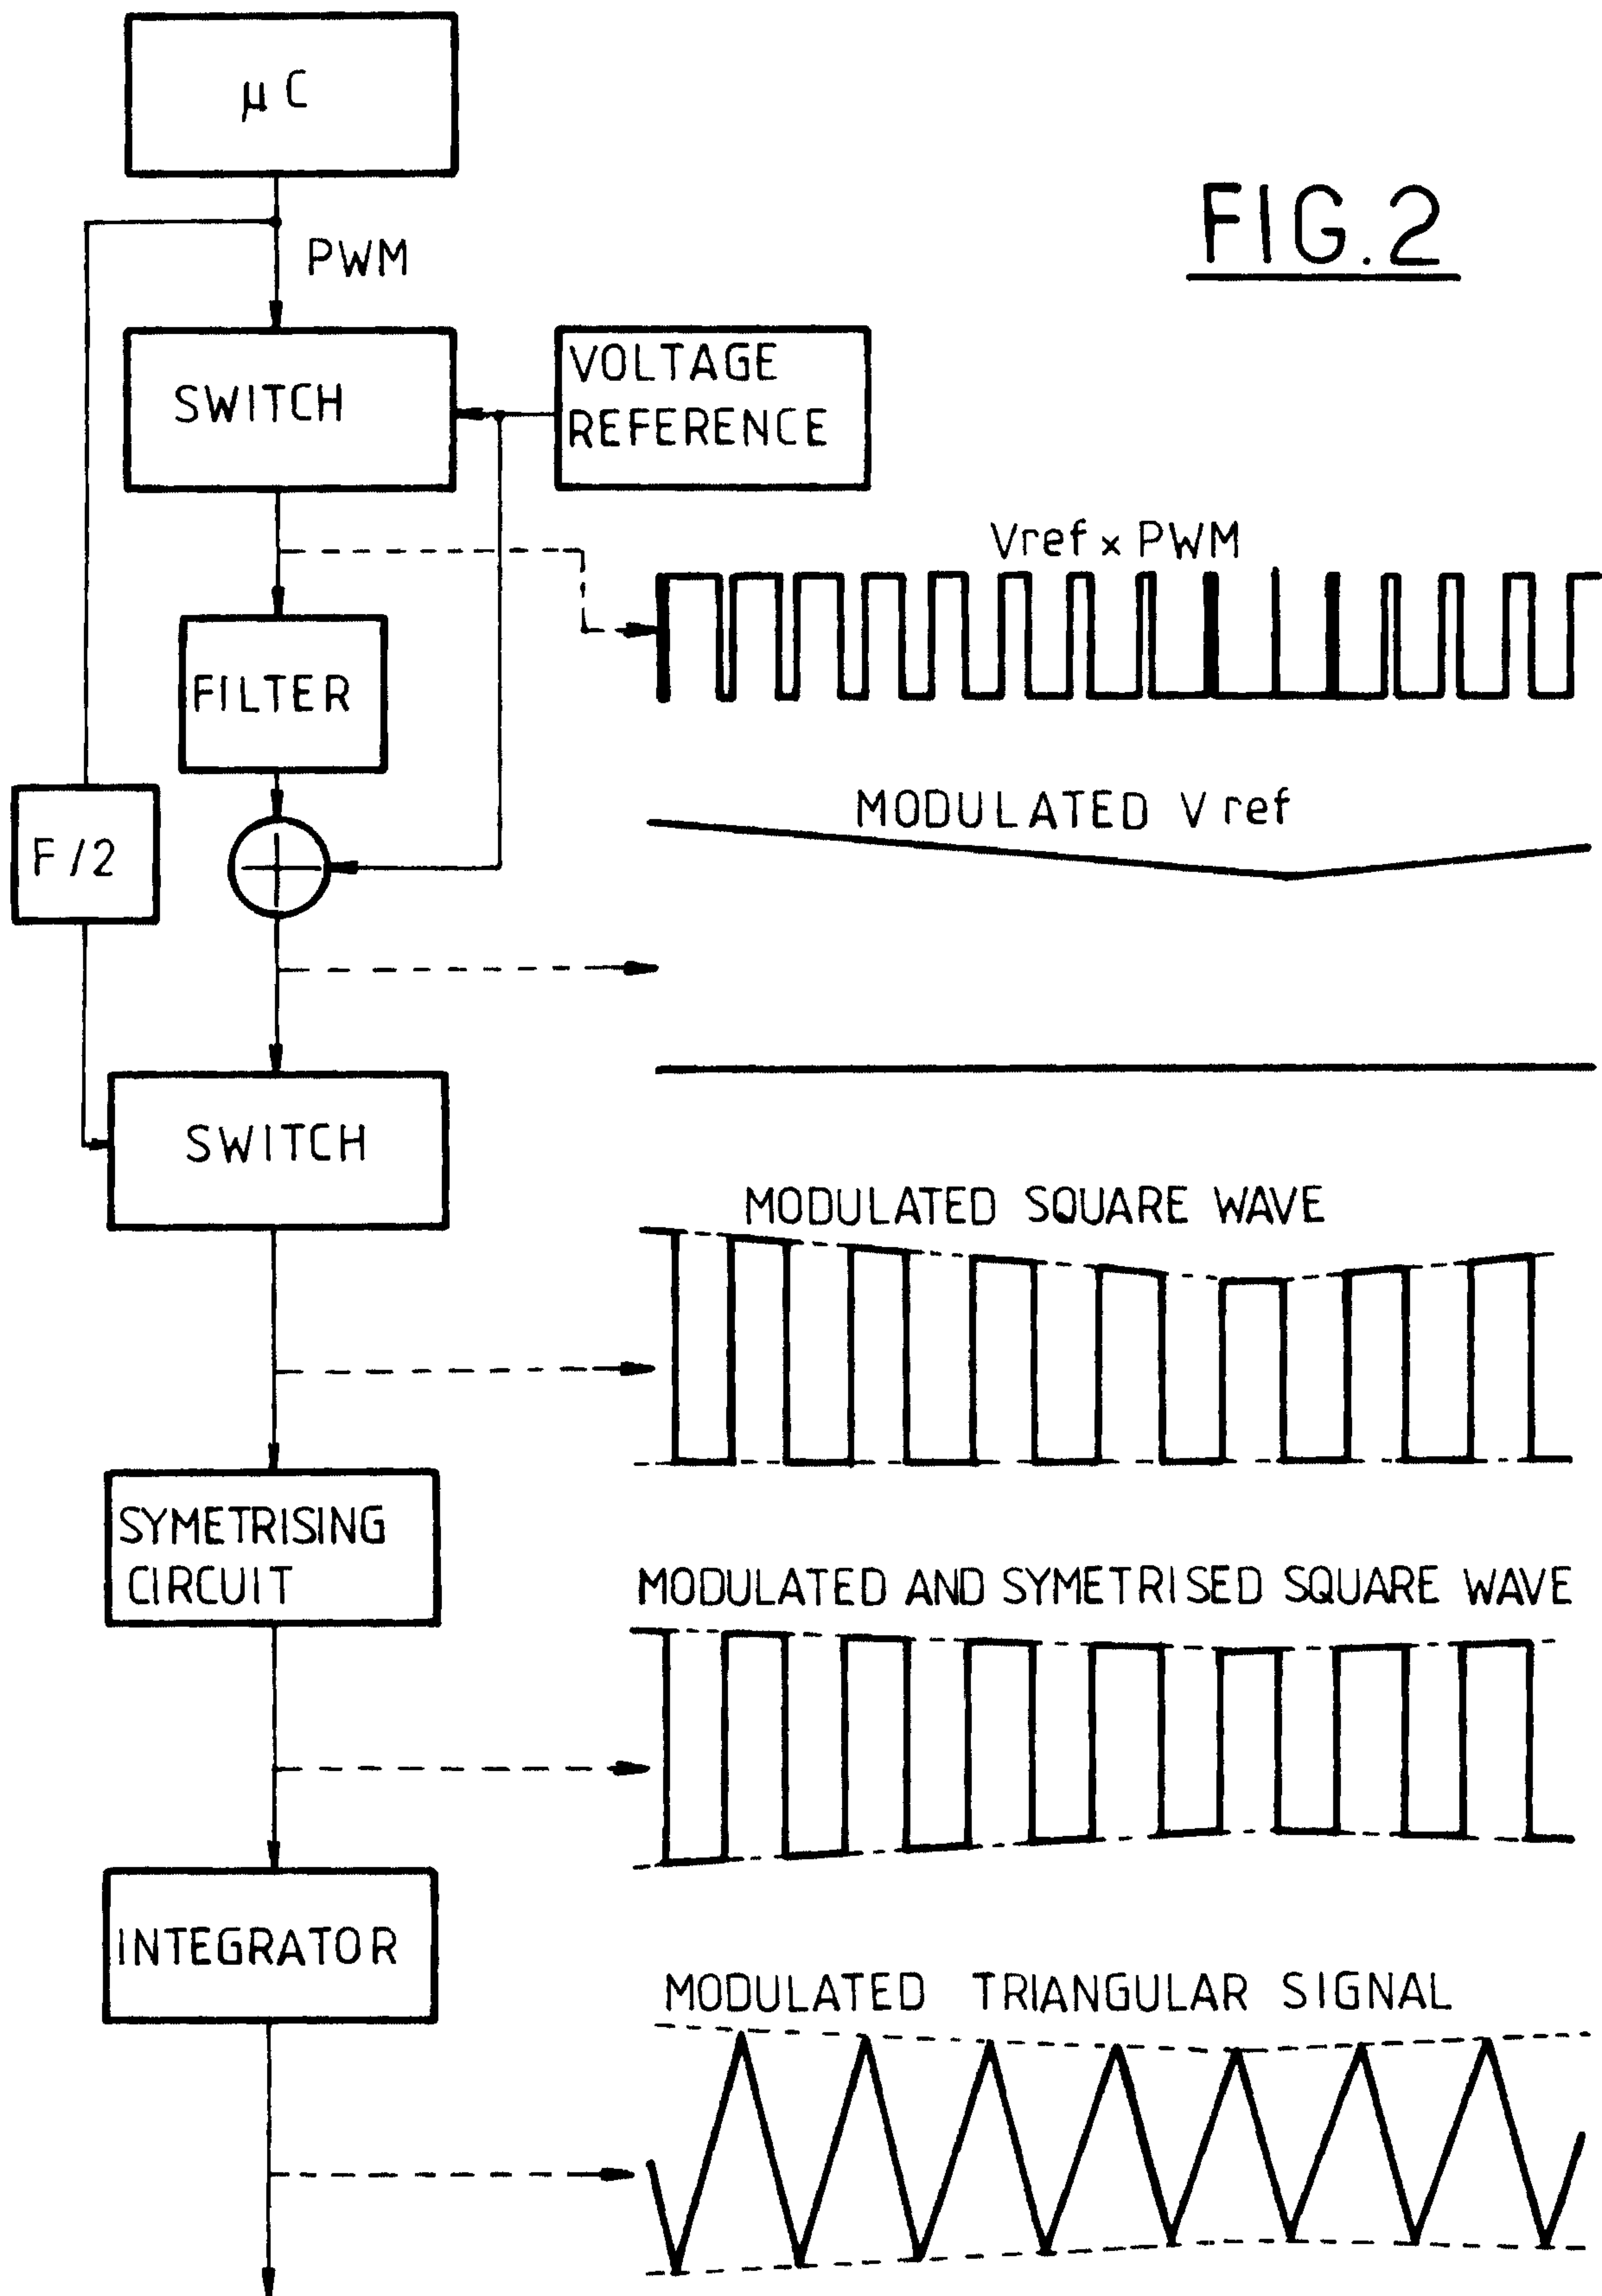 μC
FIG.2
PWM
SWITCH
VOLTAGE
REFERENCE
Vref x PWM
FILTER
MODULATED Vref
F/2
SWITCH
MODULATED SQUARE WAVE
SYMETRISING
CIRCUIT
MODULATED AND SYMETRISED SQUARE WAVE
INTEGRATOR
MODULATED TRIANGULAR SIGNAL